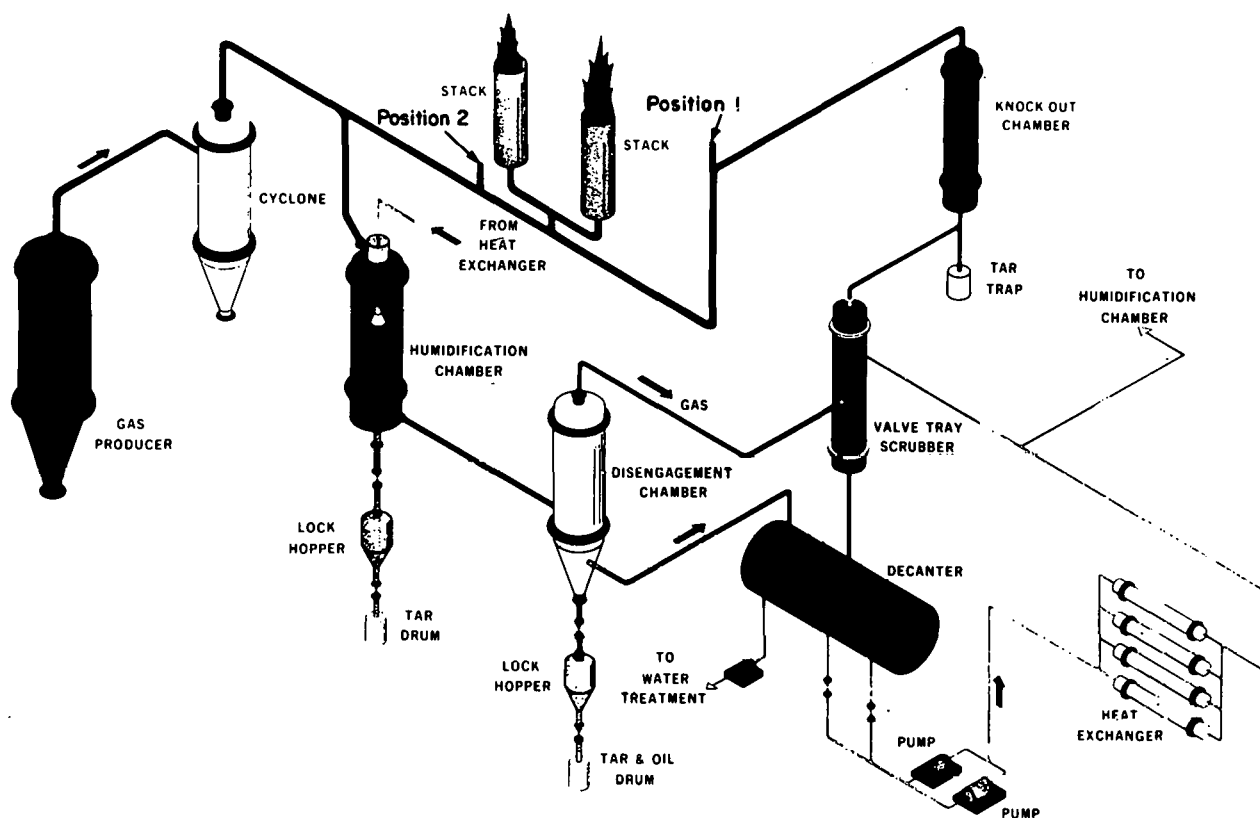 STACK
Position 2
Position 1
STACK
KNOCK OUT
CHAMBER
CYCLONE
FROM
HEAT
EXCHANGER
TAR
TRAP
TO
HUMIDIFICATION
CHAMBER
HUMIDIFICATION
CHAMBER
GAS
GAS
PRODUCER
VALVE TRAY
SCRUBBER
DISENGAGEMENT
CHAMBER
LOCK
HOPPER
DECANTER
TAR
DRUM
TO
WATER
TREATMENT
LOCK
HOPPER
HEAT
EXCHANGER
PUMP
TAR & OIL
DRUM
PUMP